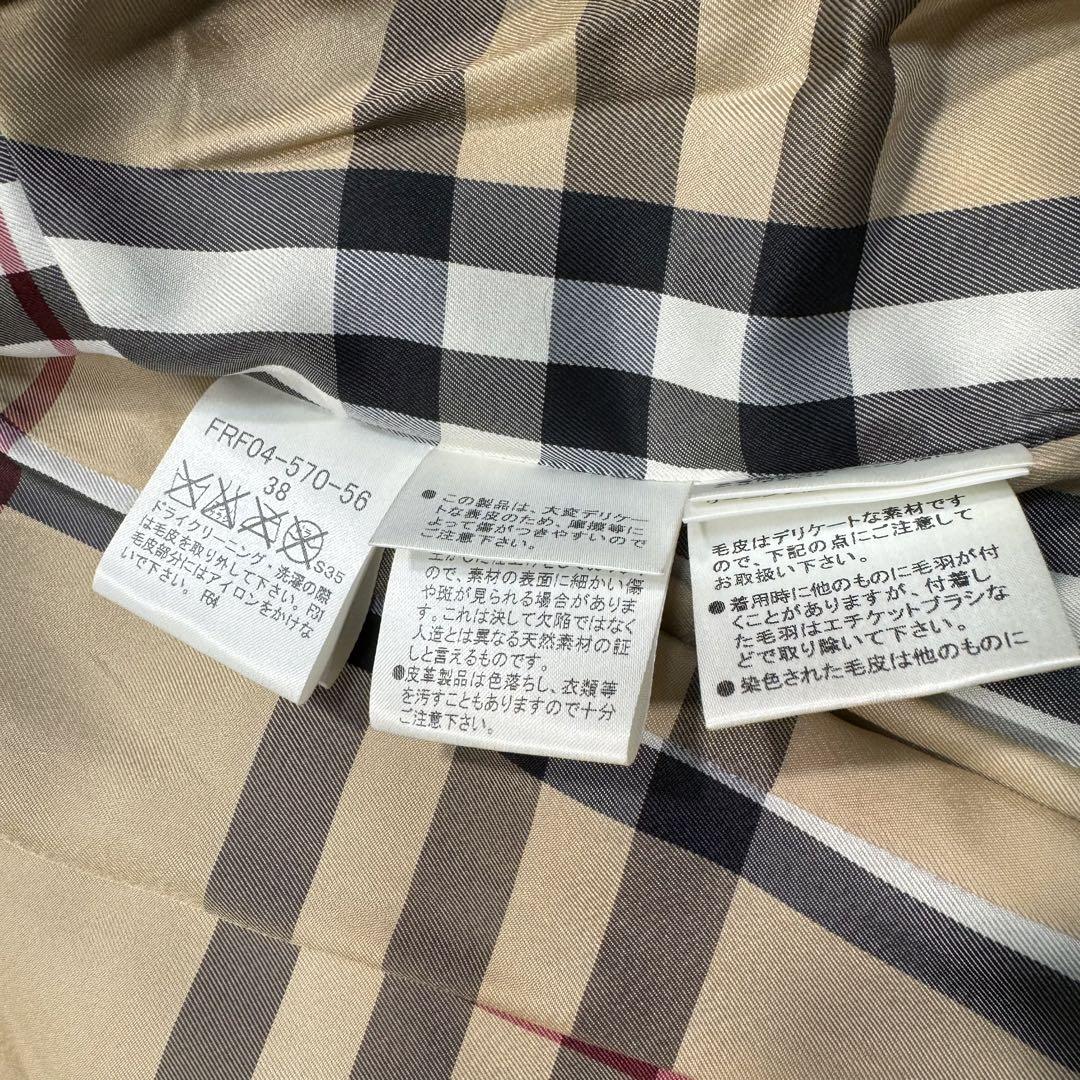 FRF04-570-56
38
S35
ドライクリーニング、洗濯の際
は毛皮を取り外して下さい。F31
毛皮部分にはアイロンをかけな
いで下さい。F64
●この製品は、大変デリケー
トな表皮のため、摩擦等に
よって傷がつきやすいので
ご注意下さい。
ので、素材の表面に細かい傷
や斑が見られる場合がありま
す。これは決して欠陥ではなく
人造とは異なる天然素材の証
しと言えるものです。
●皮革製品は色落ちし、衣類等
を汚すこともありますので十分
ご注意下さい。
毛皮はデリケートな素材です
ので、下記の点にご注意して
お取扱い下さい。
●着用時に他のものに毛羽が付
くことがありますが、付着し
た毛羽はエチケットブラシな
どで取り除いて下さい。
●染色された毛皮は他のものに